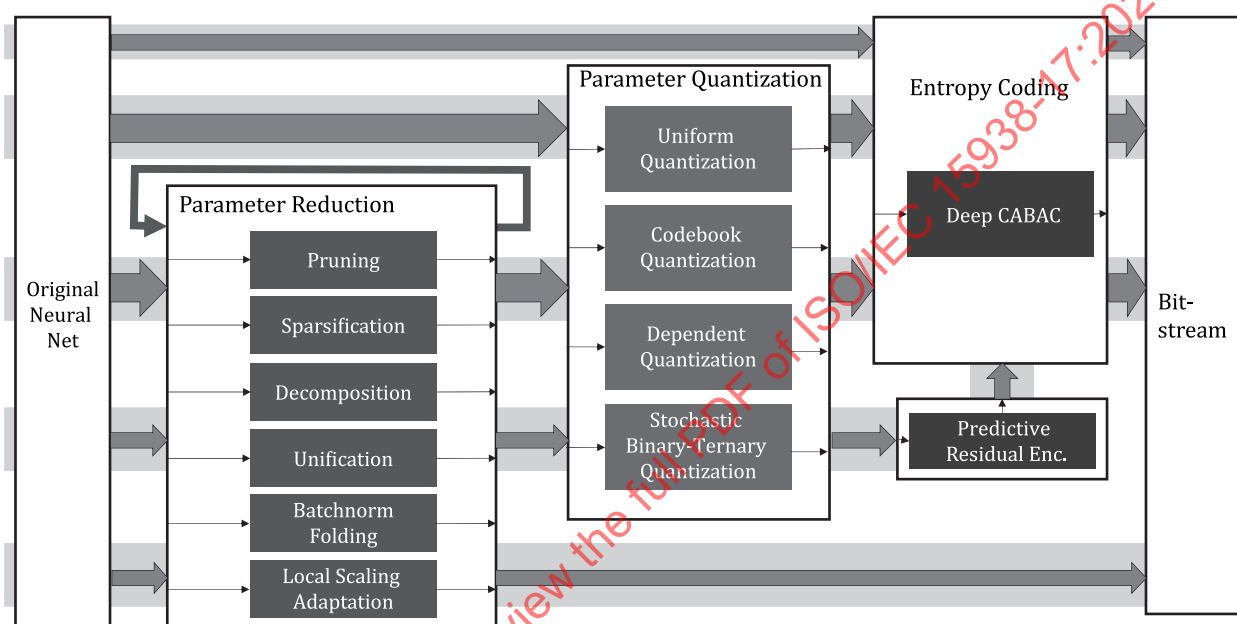 Original
Neural
Net
Parameter Reduction
Pruning
Sparsification
Decomposition
Unification
Batchnorm
Folding
Local Scaling
Adaptation
Parameter Quantization
Uniform
Quantization
Codebook
Quantization
Dependent
Quantization
Stochastic
Binary-Ternary
Quantization
Entropy Coding
Deep CABAC
Predictive
Residual Enc.
Bit-
stream
view the full PDF of ISO/IEC 15938-17:202